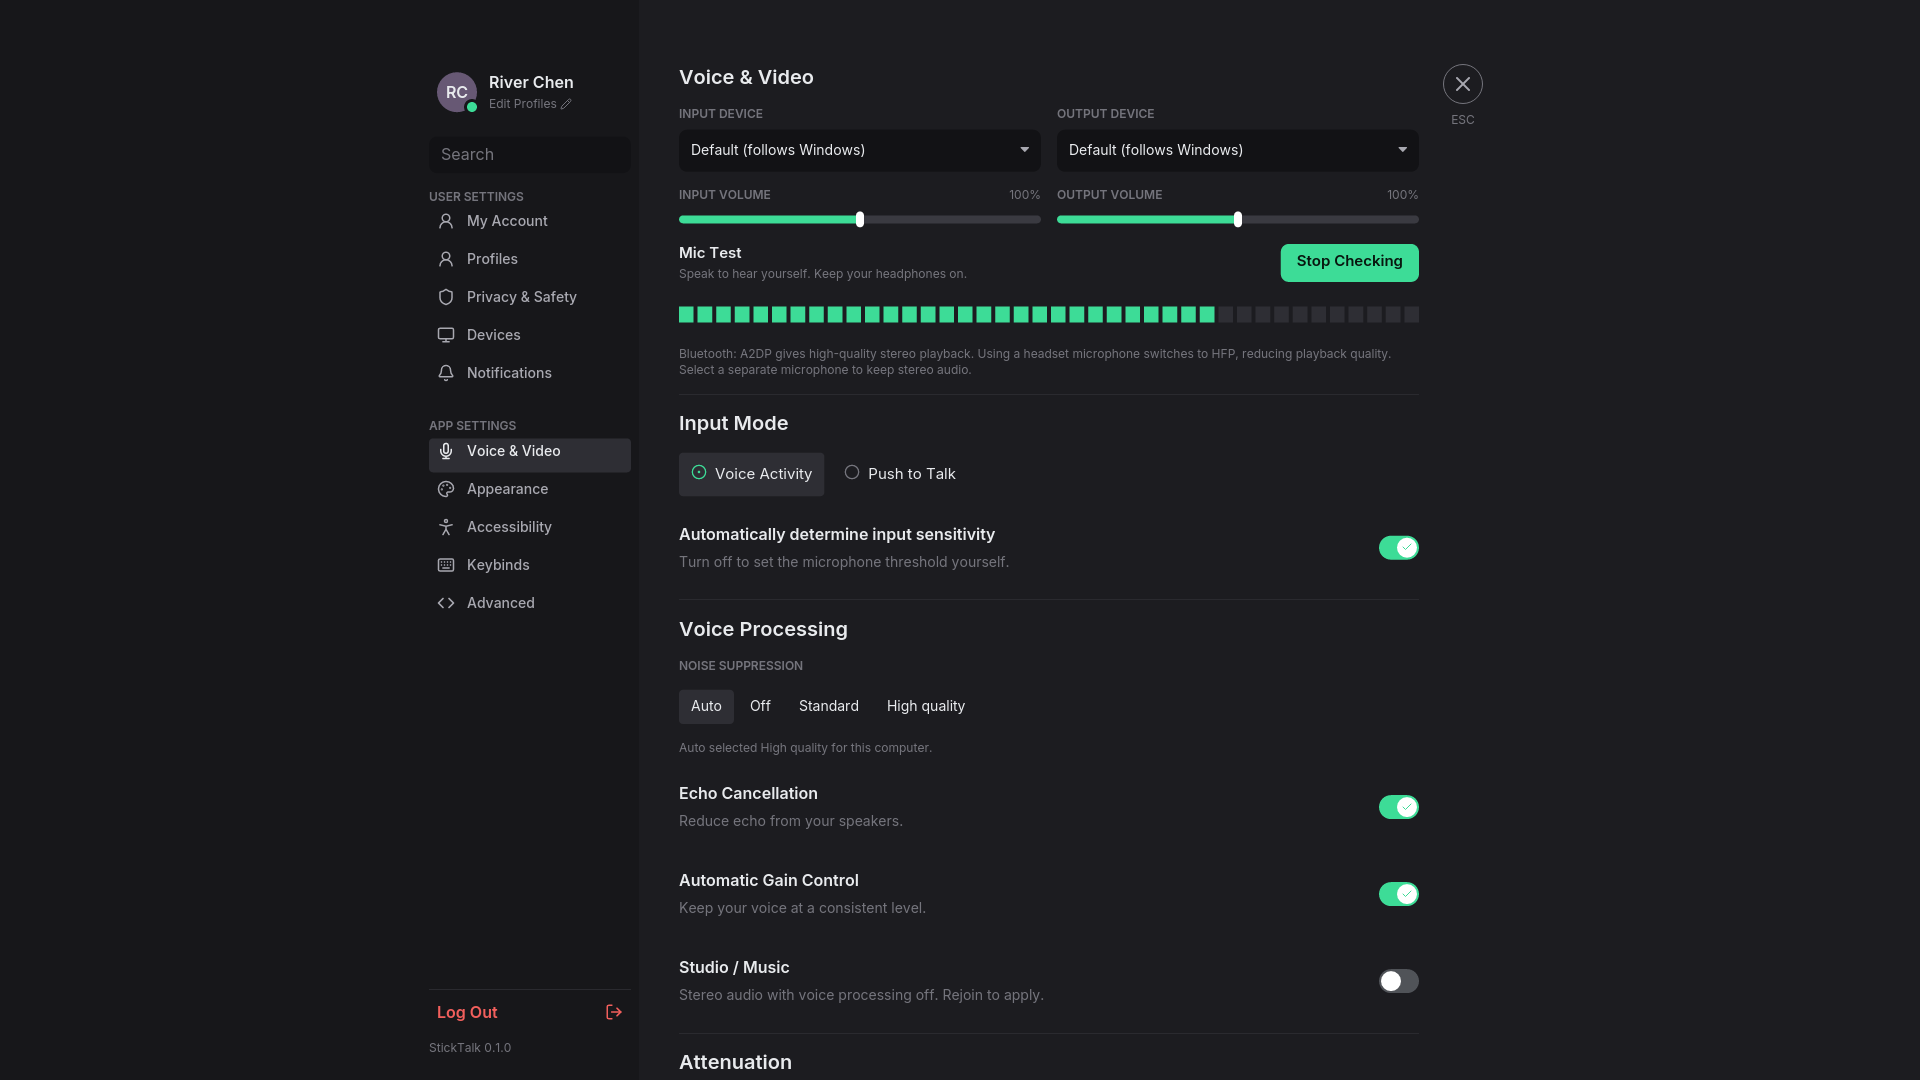 RC
River Chen
Edit Profiles
Search
USER SETTINGS
My Account
Profiles
Privacy & Safety
Devices
Notifications
APP SETTINGS
Voice & Video
Appearance
Accessibility
Keybinds
Advanced
Log Out
StickTalk 0.1.0
Voice & Video
ESC
INPUT DEVICE
Default (follows Windows)
OUTPUT DEVICE
Default (follows Windows)
INPUT VOLUME 100%
OUTPUT VOLUME 100%
Mic Test
Speak to hear yourself. Keep your headphones on.
Stop Checking
Bluetooth: A2DP gives high-quality stereo playback. Using a headset microphone switches to HFP, reducing playback quality.
Select a separate microphone to keep stereo audio.
Input Mode
Voice Activity
Push to Talk
Automatically determine input sensitivity
Turn off to set the microphone threshold yourself.
Voice Processing
NOISE SUPPRESSION
Auto Off Standard High quality
Auto selected High quality for this computer.
Echo Cancellation
Reduce echo from your speakers.
Automatic Gain Control
Keep your voice at a consistent level.
Studio / Music
Stereo audio with voice processing off. Rejoin to apply.
Attenuation